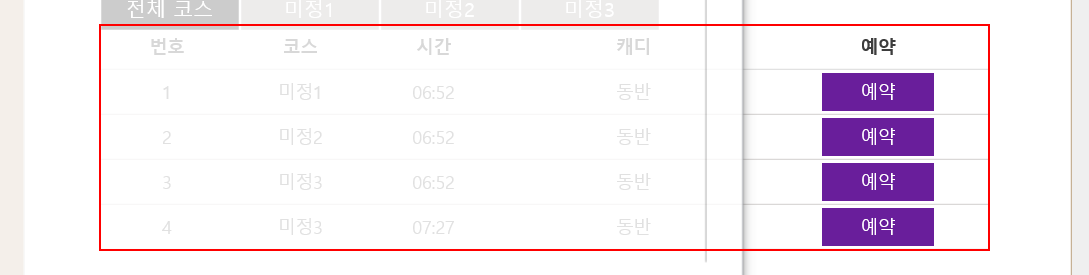 전체 코스 미정1 미정2 미정3
번호 코스 시간 캐디 예약
1 미정1 06:52 동반 예약
2 미정2 06:52 동반 예약
3 미정3 06:52 동반 예약
4 미정3 07:27 동반 예약